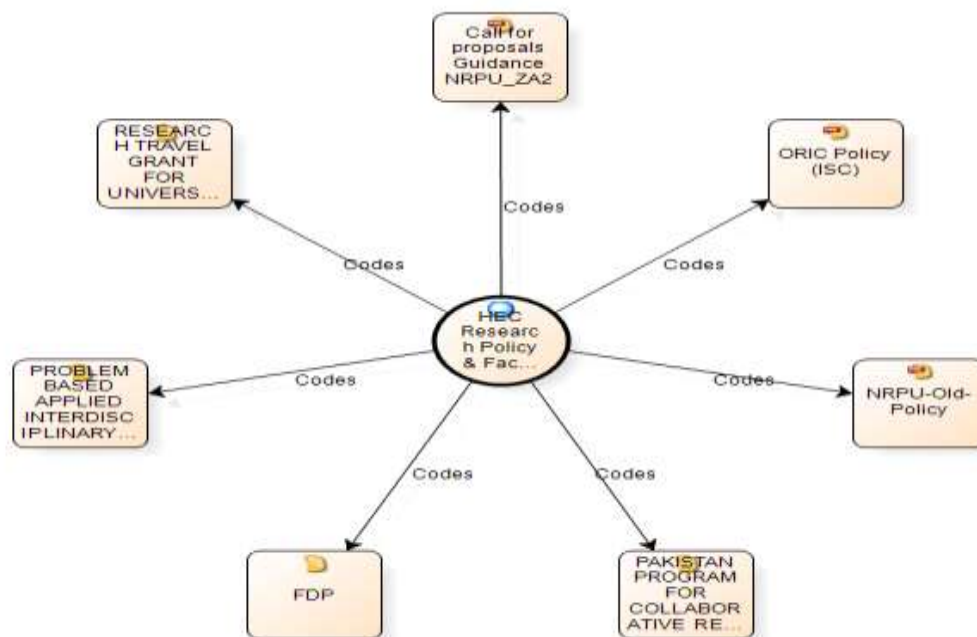 Call for
proposals
Guidance
NRPU_ZA2
RESEARC
H TRAVEL
GRANT
FOR
UNIVERS...
ORIC Policy
(ISC)
Codes
Codes
Codes
HEC
Researc
h Policy
& Fac...
PROBLEM
BASED
APPLIED
INTERDISC
IPLINARY...
Codes
Codes
NRPU-Old-
Policy
Codes
Codes
FDP
PAKISTAN
PROGRAM
FOR
COLLABOR
ATIVE RE...